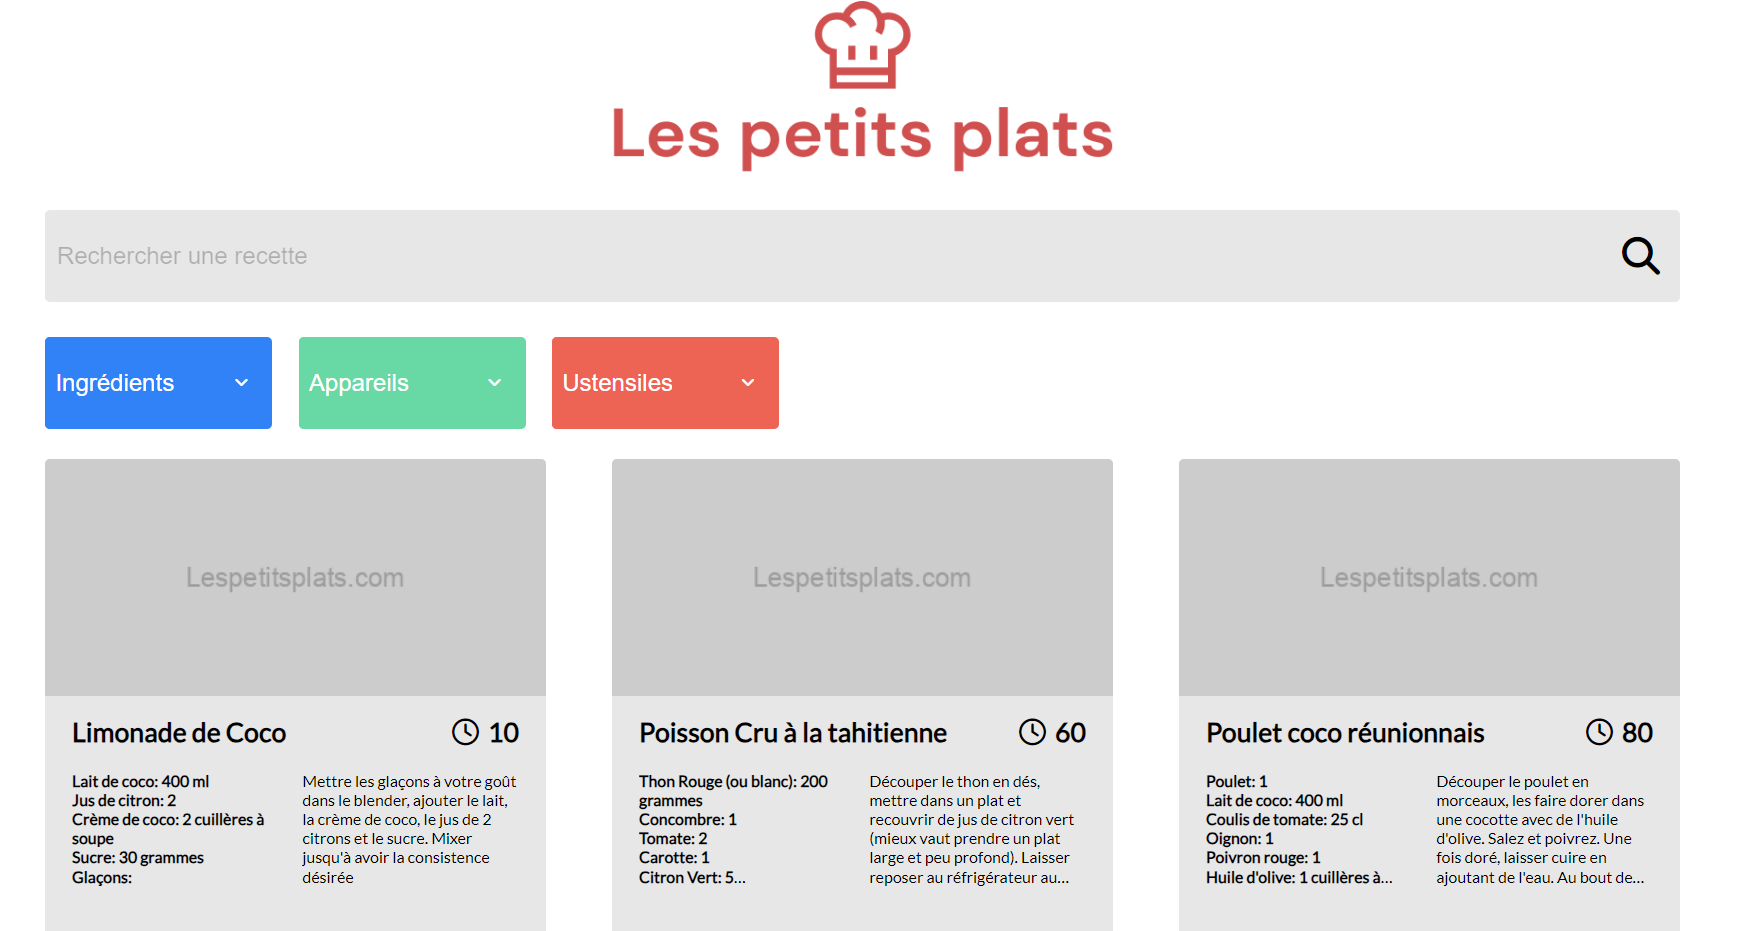 Les petits plats
Rechercher une recette
Ingrédients
Appareils
Ustensiles
Lespetitsplats.com
Limonade de Coco
10
Lait de coco: 400 ml
Jus de citron: 2
Crème de coco: 2 cuillères à
soupe
Sucre: 30 grammes
Glaçons:
Mettre les glaçons à votre goût
dans le blender, ajouter le lait,
la crème de coco, le jus de 2
citrons et le sucre. Mixer
jusqu'à avoir la consistence
désirée
Lespetitsplats.com
Poisson Cru à la tahitienne
60
Thon Rouge (ou blanc): 200
grammes
Concombre: 1
Tomate: 2
Carotte: 1
Citron Vert: 5...
Découper le thon en dés,
mettre dans un plat et
recouvrir de jus de citron vert
(mieux vaut prendre un plat
large et peu profond). Laisser
reposer au réfrigérateur au...
Lespetitsplats.com
Poulet coco réunionnais
80
Poulet: 1
Lait de coco: 400 ml
Coulis de tomate: 25 cl
Oignon: 1
Poivron rouge: 1
Huile d'olive: 1 cuillères à...
Découper le poulet en
morceaux, les faire dorer dans
une cocotte avec de l'huile
d'olive. Salez et poivrez. Une
fois doré, laisser cuire en
ajoutant de l'eau. Au bout de...